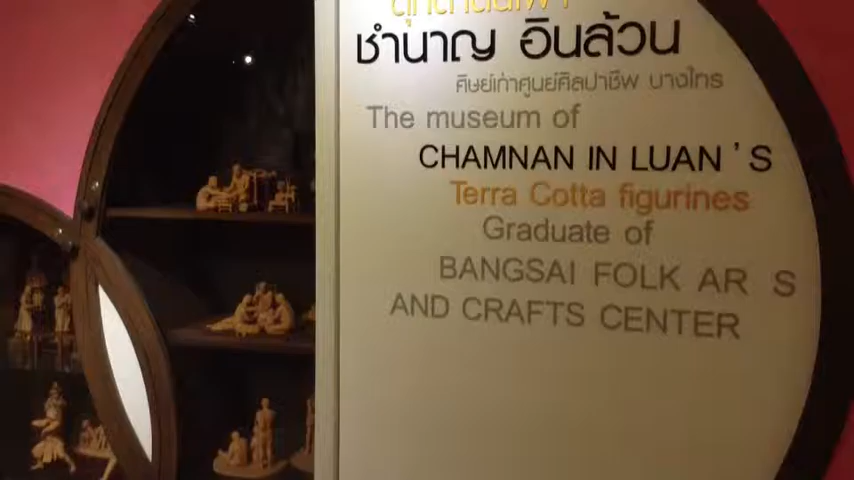 ชำนาญ อินล้วน
ศิษย์เก่าศูนย์ศิลปาชีพ บางไทร
The museum of
CHAMNAN IN LUAN'S
Terra Cotta figurines
Graduate of
BANGSAI FOLK AR S
AND CRAFTS CENTER